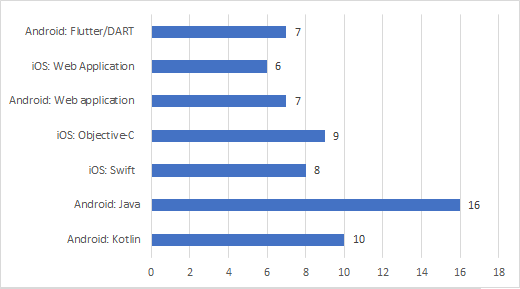 Android: Flutter/DART 7
iOS: Web Application 6
Android: Web application 7
iOS: Objective-C 9
iOS: Swift 8
Android: Java 16
Android: Kotlin 10
0 2 4 6 8 10 12 14 16 18